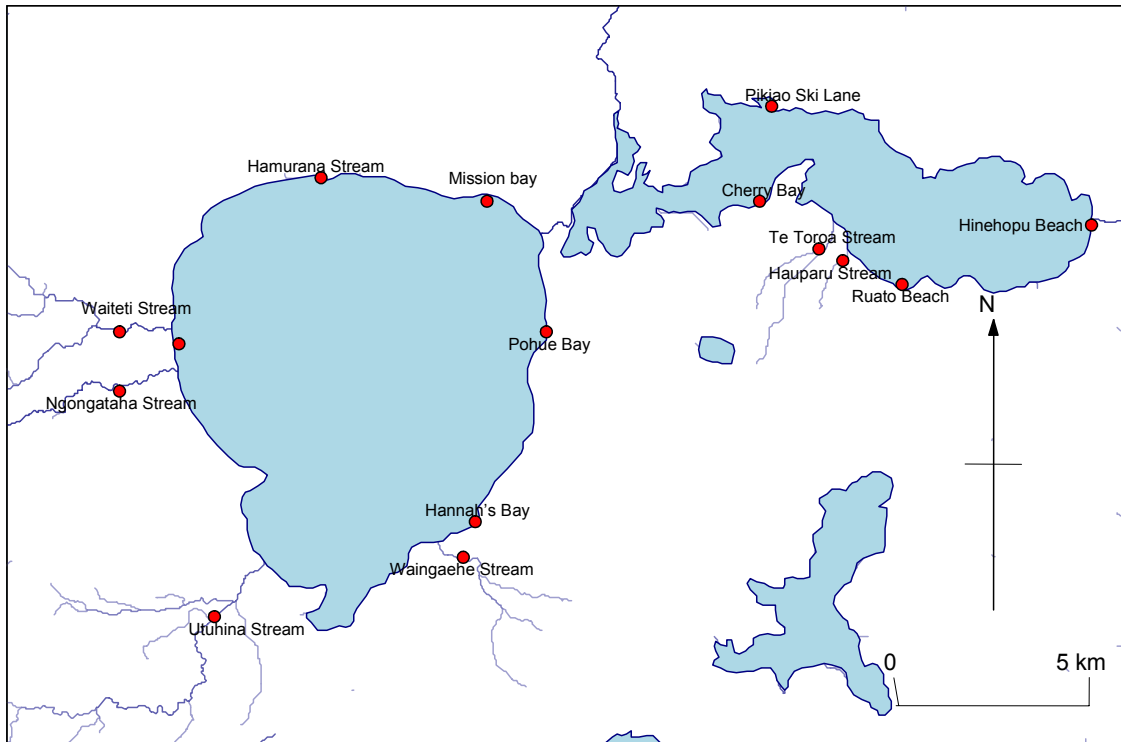 Pikiao Ski Lane
Hamurana Stream
Mission bay
Cherry Bay
Hinehopu Beach
Te Toroa Stream
Hauparu Stream
Ruato Beach
N
Waiteti Stream
Pohue Bay
Ngongataha Stream
Hannah's Bay
Waingaehe Stream
Utuhina Stream
0 5 km